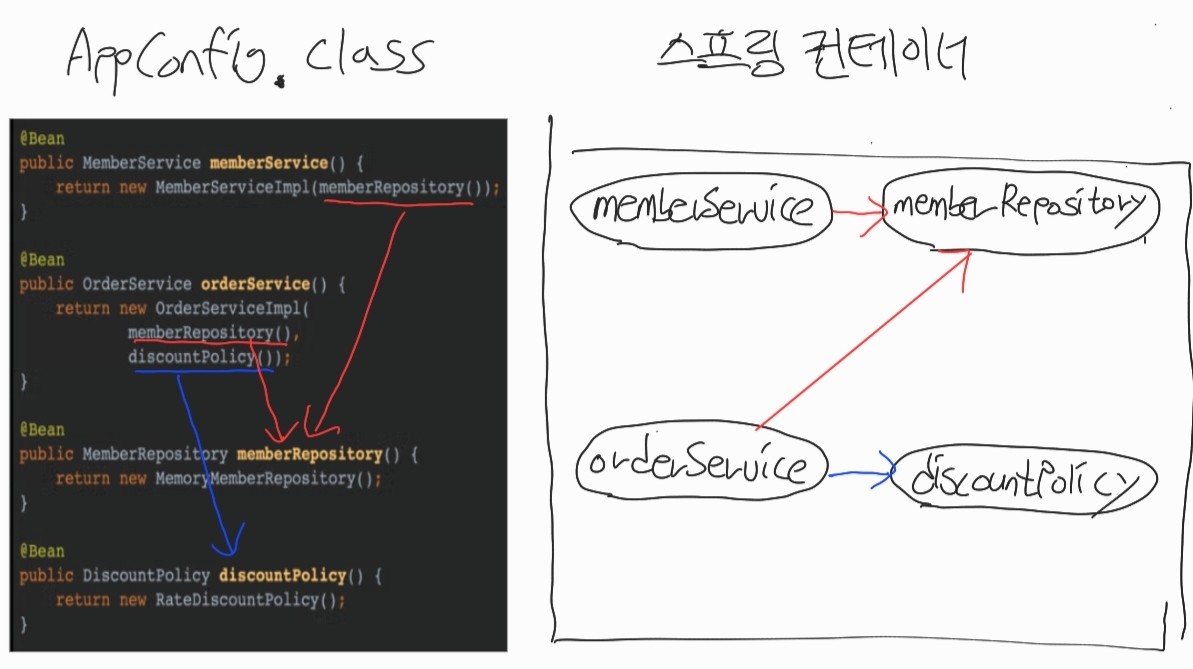 AppConfig.class
@Bean
public MemberService memberService() {
return new MemberServiceImpl(memberRepository());
}
@Bean
public OrderService orderService() {
return new OrderServiceImpl(
memberRepository(),
discountPolicy());
}
@Bean
public MemberRepository memberRepository() {
return new MemoryMemberRepository();
}
@Bean
public DiscountPolicy discountPolicy() {
return new RateDiscountPolicy();
}
스프링 컨테이너
memberService
memberRepository
orderService
discountPolicy